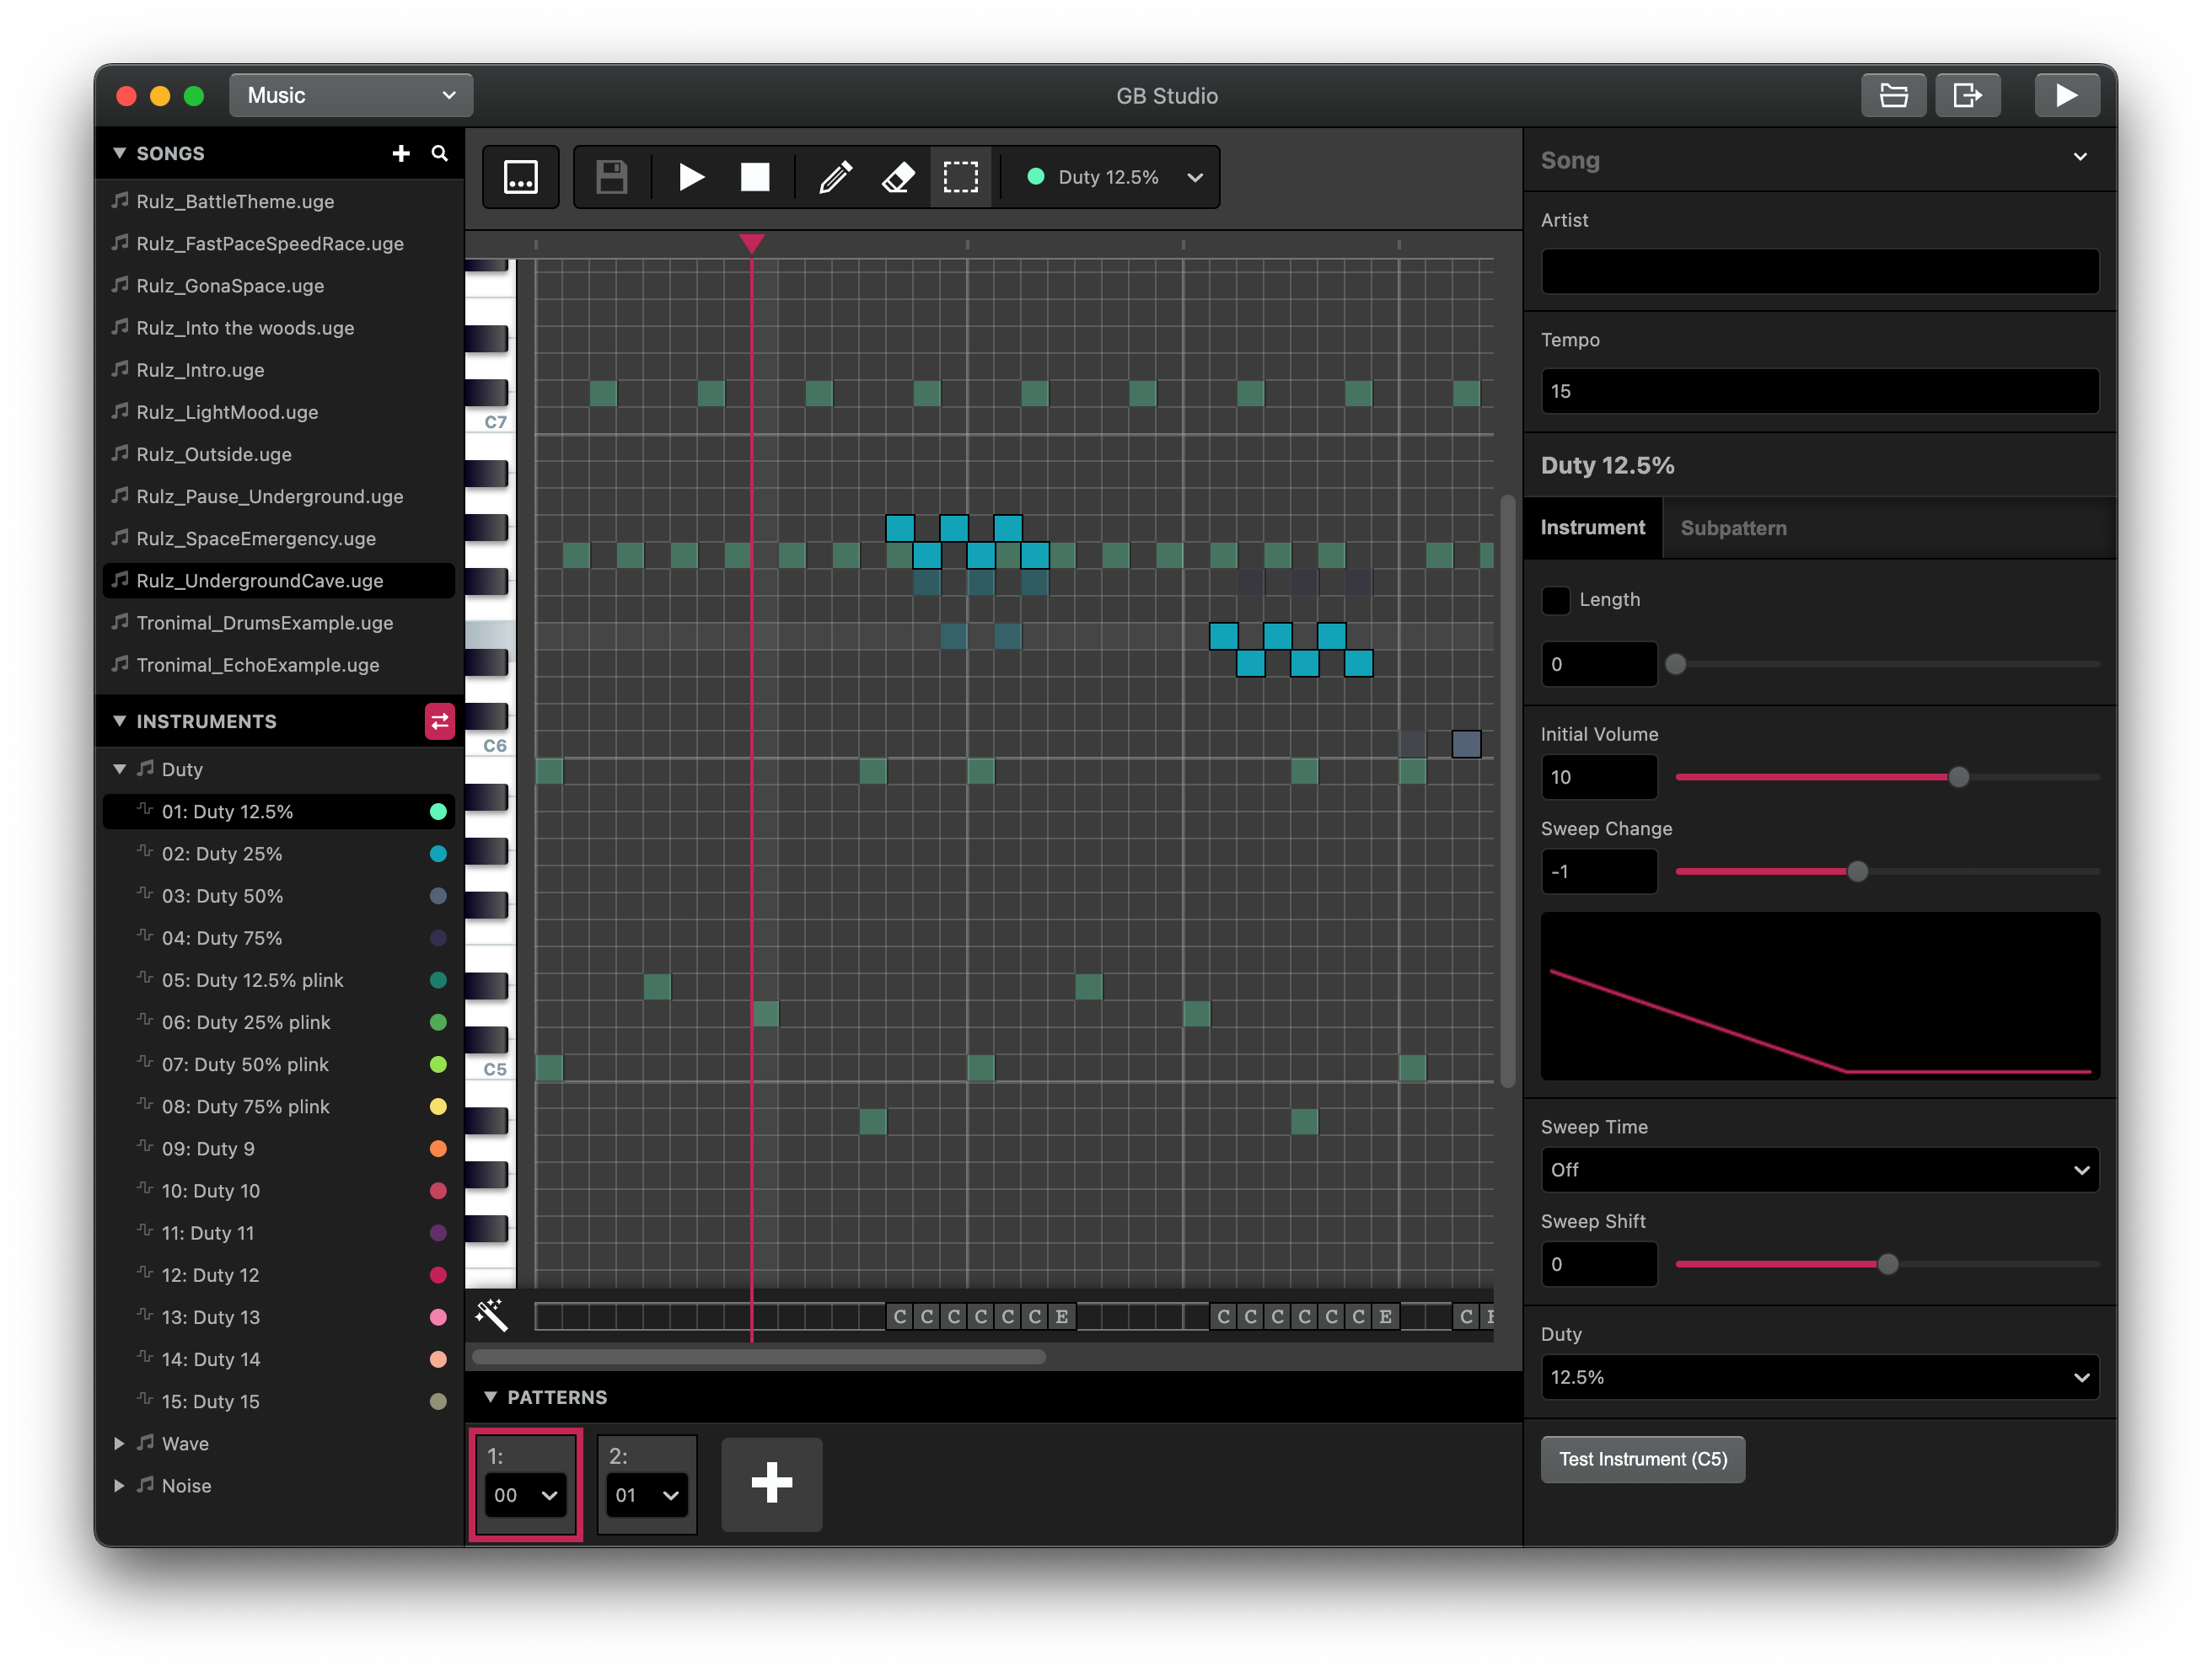 Music
GB Studio
SONGS
Rulz_BattleTheme.uge
Rulz_FastPaceSpeedRace.uge
Rulz_GonaSpace.uge
Rulz_Into the woods.uge
Rulz_Intro.uge
Rulz_LightMood.uge
Rulz_Outside.uge
Rulz_Pause_Underground.uge
Rulz_SpaceEmergency.uge
Rulz_UndergroundCave.uge
Tronimal_DrumsExample.uge
Tronimal_EchoExample.uge
INSTRUMENTS
Duty
01: Duty 12.5%
02: Duty 25%
03: Duty 50%
04: Duty 75%
05: Duty 12.5% plink
06: Duty 25% plink
07: Duty 50% plink
08: Duty 75% plink
09: Duty 9
10: Duty 10
11: Duty 11
12: Duty 12
13: Duty 13
14: Duty 14
15: Duty 15
Wave
Noise
Duty 12.5%
C7
C6
C5
C C C C C C E C C C C C C E C E
PATTERNS
1: 2:
00 01
Song
Artist
Tempo
15
Duty 12.5%
Instrument Subpattern
Length
0
Initial Volume
10
Sweep Change
-1
Sweep Time
Off
Sweep Shift
0
Duty
12.5%
Test Instrument (C5)